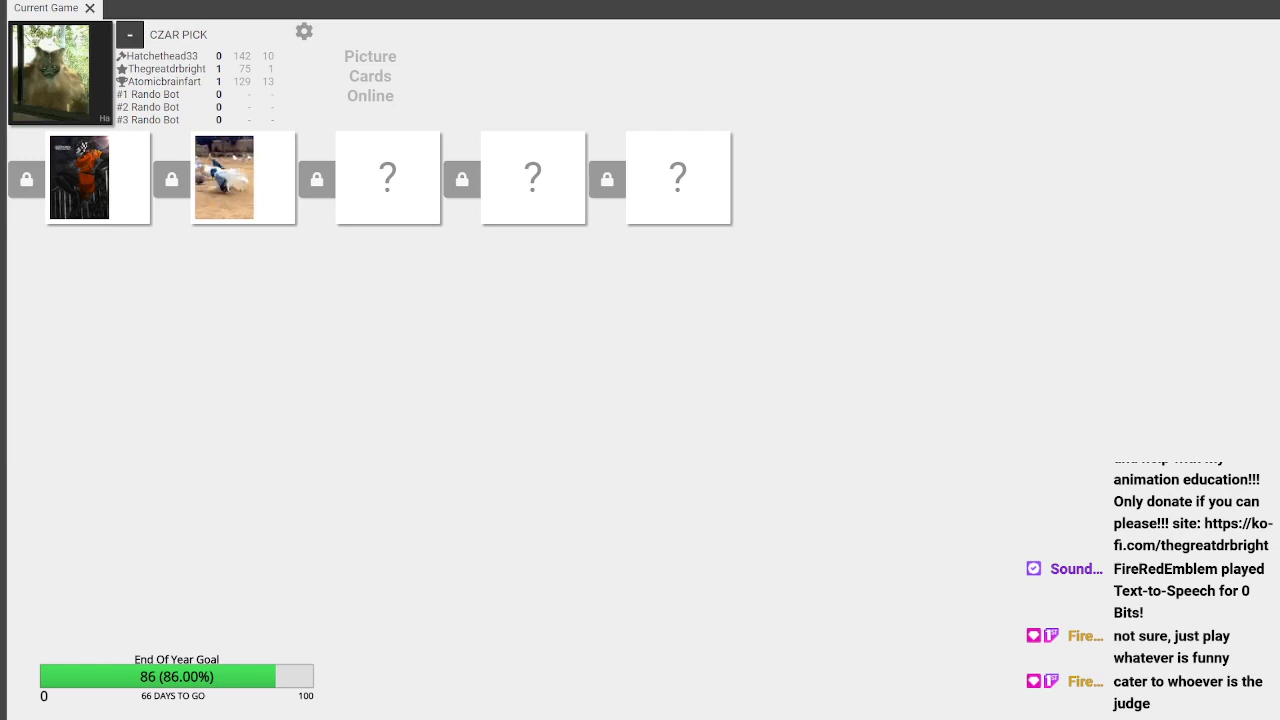 Current Game
- CZAR PICK
Hatchethead33 0 142 10
Thegreatdrbright 1 75 1
Atomicbrainfart 1 129 13
#1 Rando Bot 0 - -
#2 Rando Bot 0 - -
#3 Rando Bot 0 - -
Ha
Picture
Cards
Online
? ? ?
animation education!!!
Only donate if you can
please!!! site: https://ko-
fi.com/thegreatdrbright
Sound... FireRedEmblem played
Text-to-Speech for 0
Bits!
Fire... not sure, just play
whatever is funny
Fire... cater to whoever is the
judge
End Of Year Goal
86 (86.00%)
0 66 DAYS TO GO 100